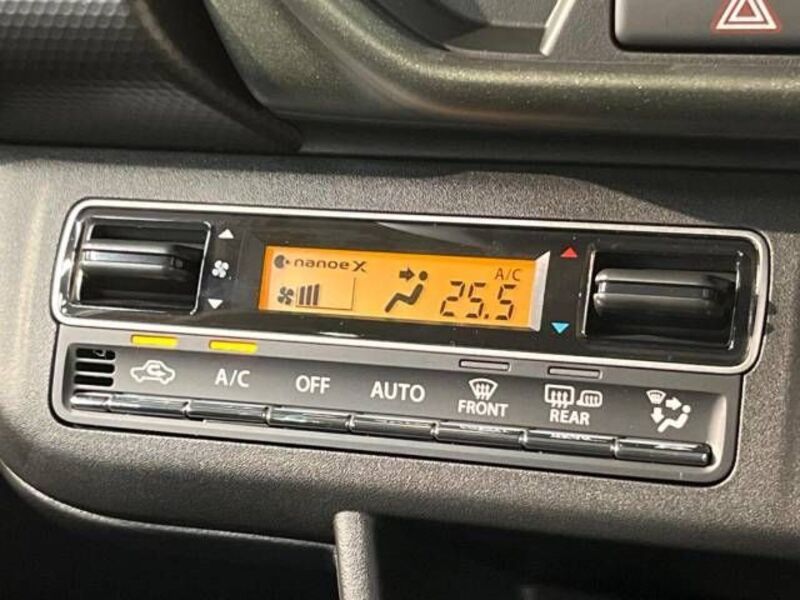 nanoe X
A/C
25.5
A/C
OFF
AUTO
FRONT
REAR